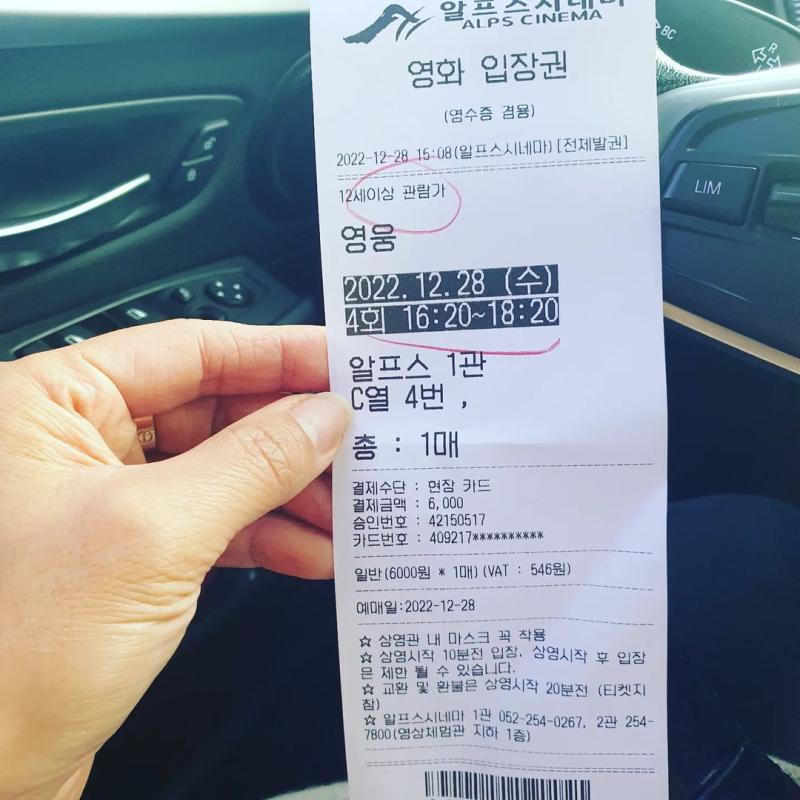 알프스시네마
ALPS CINEMA
영화 입장권
(영수증 겸용)
2022-12-28 15:08(알프스시네마)[전체발권]
12세이상 관람가
영웅
2022.12.28 (수)
4회 16:20~18:20
알프스 1관
C열 4번 ,
총 : 1매
결제수단 : 현장 카드
결제금액 : 6,000
승인번호 : 42150517
카드번호 : 409217**********
일반(6000원 * 1매)(VAT : 546원)
예매일:2022-12-28
☆ 상영관 내 마스크 꼭 착용
☆ 상영시작 10분전 입장, 상영시작 후 입장
은 제한 될 수 있습니다.
☆ 교환 및 환불은 상영시작 20분전 (티켓지
참)
☆ 알프스시네마 1관 052-254-0267, 2관 254-
7800(영상체험관 지하 1층)
LIM
BC
R